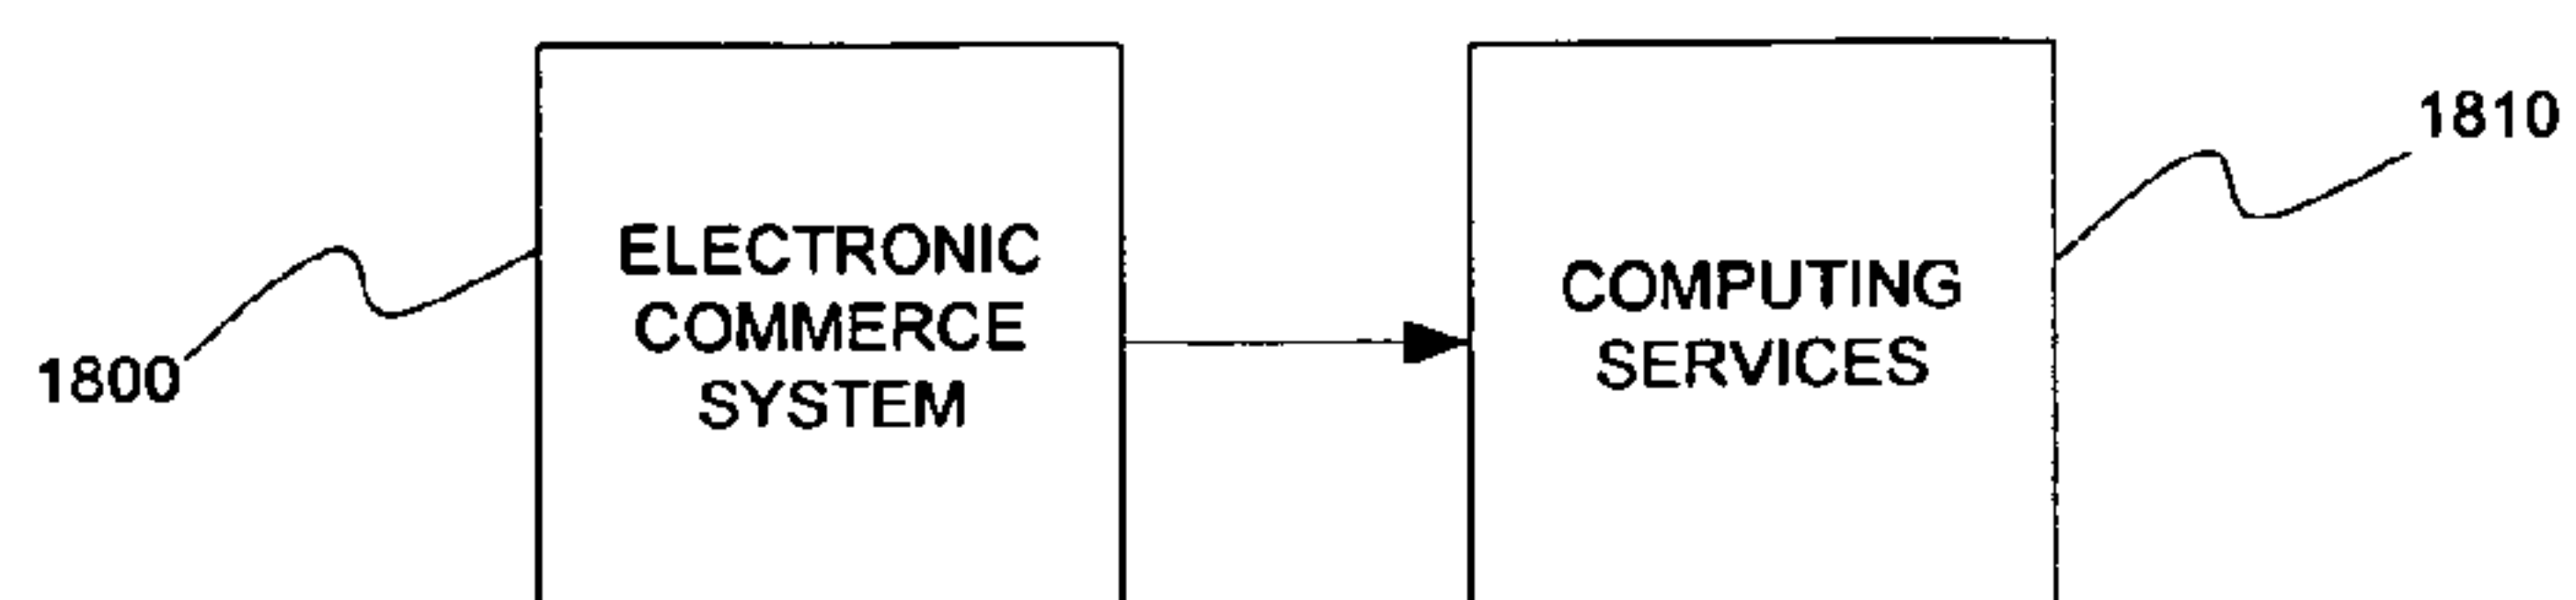 1810
ELECTRONIC
COMMERCE
SYSTEM
COMPUTING
SERVICES
1800